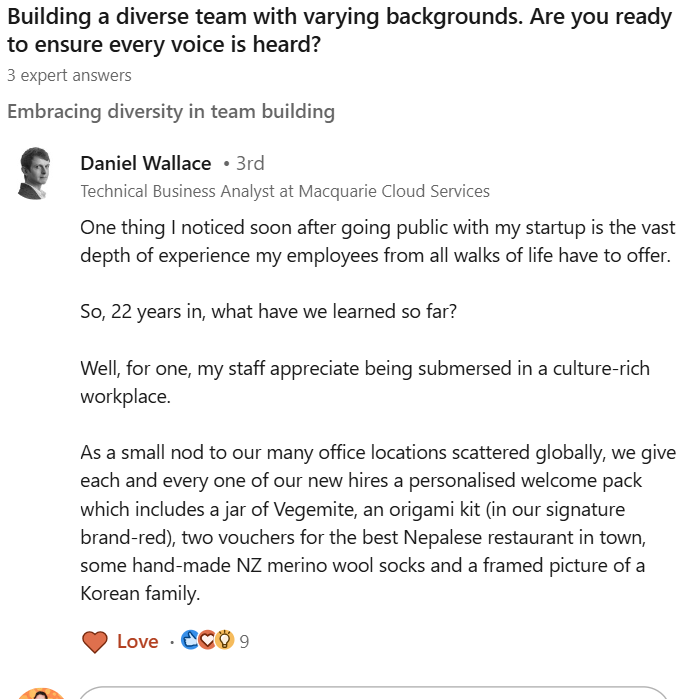 Building a diverse team with varying backgrounds. Are you ready
to ensure every voice is heard?
3 expert answers
Embracing diversity in team building
Daniel Wallace • 3rd
Technical Business Analyst at Macquarie Cloud Services
One thing I noticed soon after going public with my startup is the vast
depth of experience my employees from all walks of life have to offer.
So, 22 years in, what have we learned so far?
Well, for one, my staff appreciate being submersed in a culture-rich
workplace.
As a small nod to our many office locations scattered globally, we give
each and every one of our new hires a personalised welcome pack
which includes a jar of Vegemite, an origami kit (in our signature
brand-red), two vouchers for the best Nepalese restaurant in town,
some hand-made NZ merino wool socks and a framed picture of a
Korean family.
Love · 9